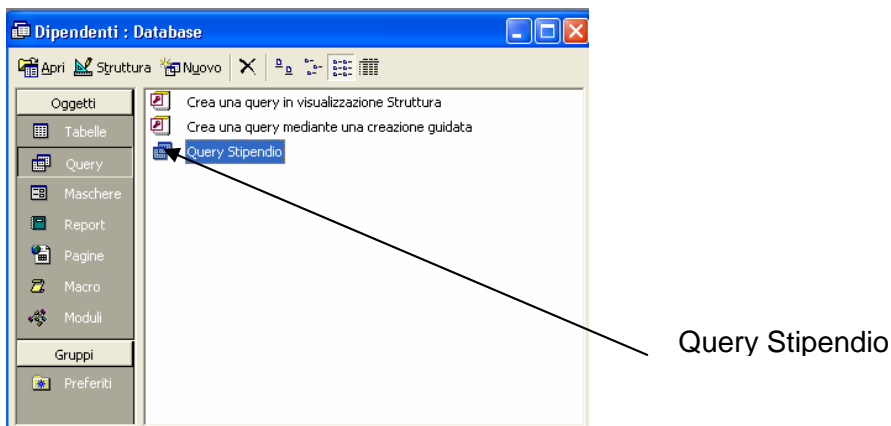 Dipendenti : Database
Apri Struttura Nuovo
Oggetti
Tabelle
Query
Maschere
Report
Pagine
Macro
Moduli
Gruppi
Preferiti
Crea una query in visualizzazione Struttura
Crea una query mediante una creazione guidata
Query Stipendio
Query Stipendio